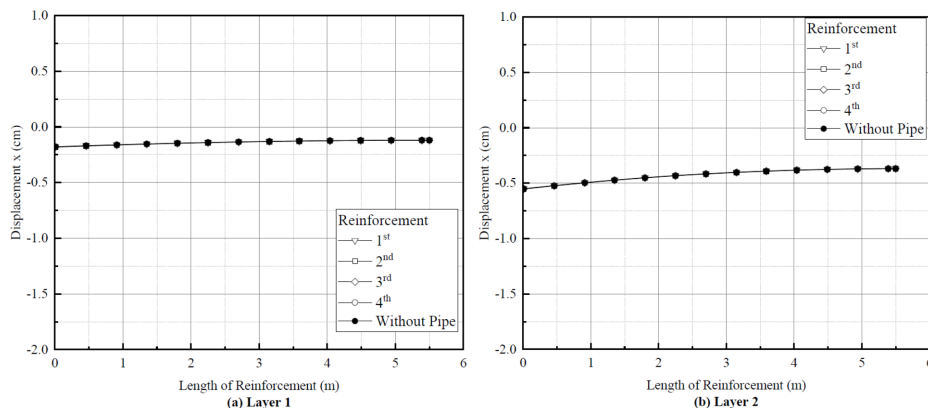 1.0
0.5
0.0
-0.5
-1.0
-1.5
-2.0
Displacement x (cm)
Reinforcement
1st
2nd
3rd
4th
Without Pipe
0 1 2 3 4 5 6
Length of Reinforcement (m)
(a) Layer 1
1.0
0.5
0.0
-0.5
-1.0
-1.5
-2.0
Displacement x (cm)
Reinforcement
1st
2nd
3rd
4th
Without Pipe
0 1 2 3 4 5 6
Length of Reinforcement (m)
(b) Layer 2